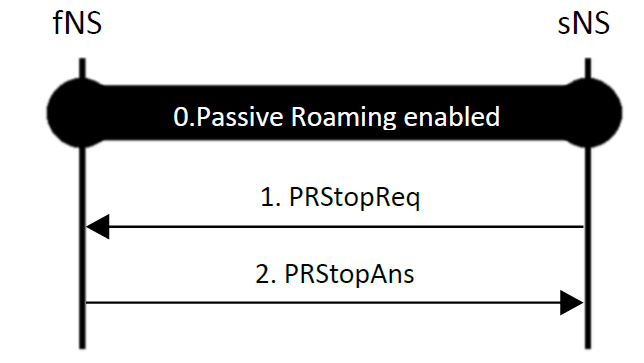 fNS sNS
0.Passive Roaming enabled
1. PRStopReq
2. PRStopAns